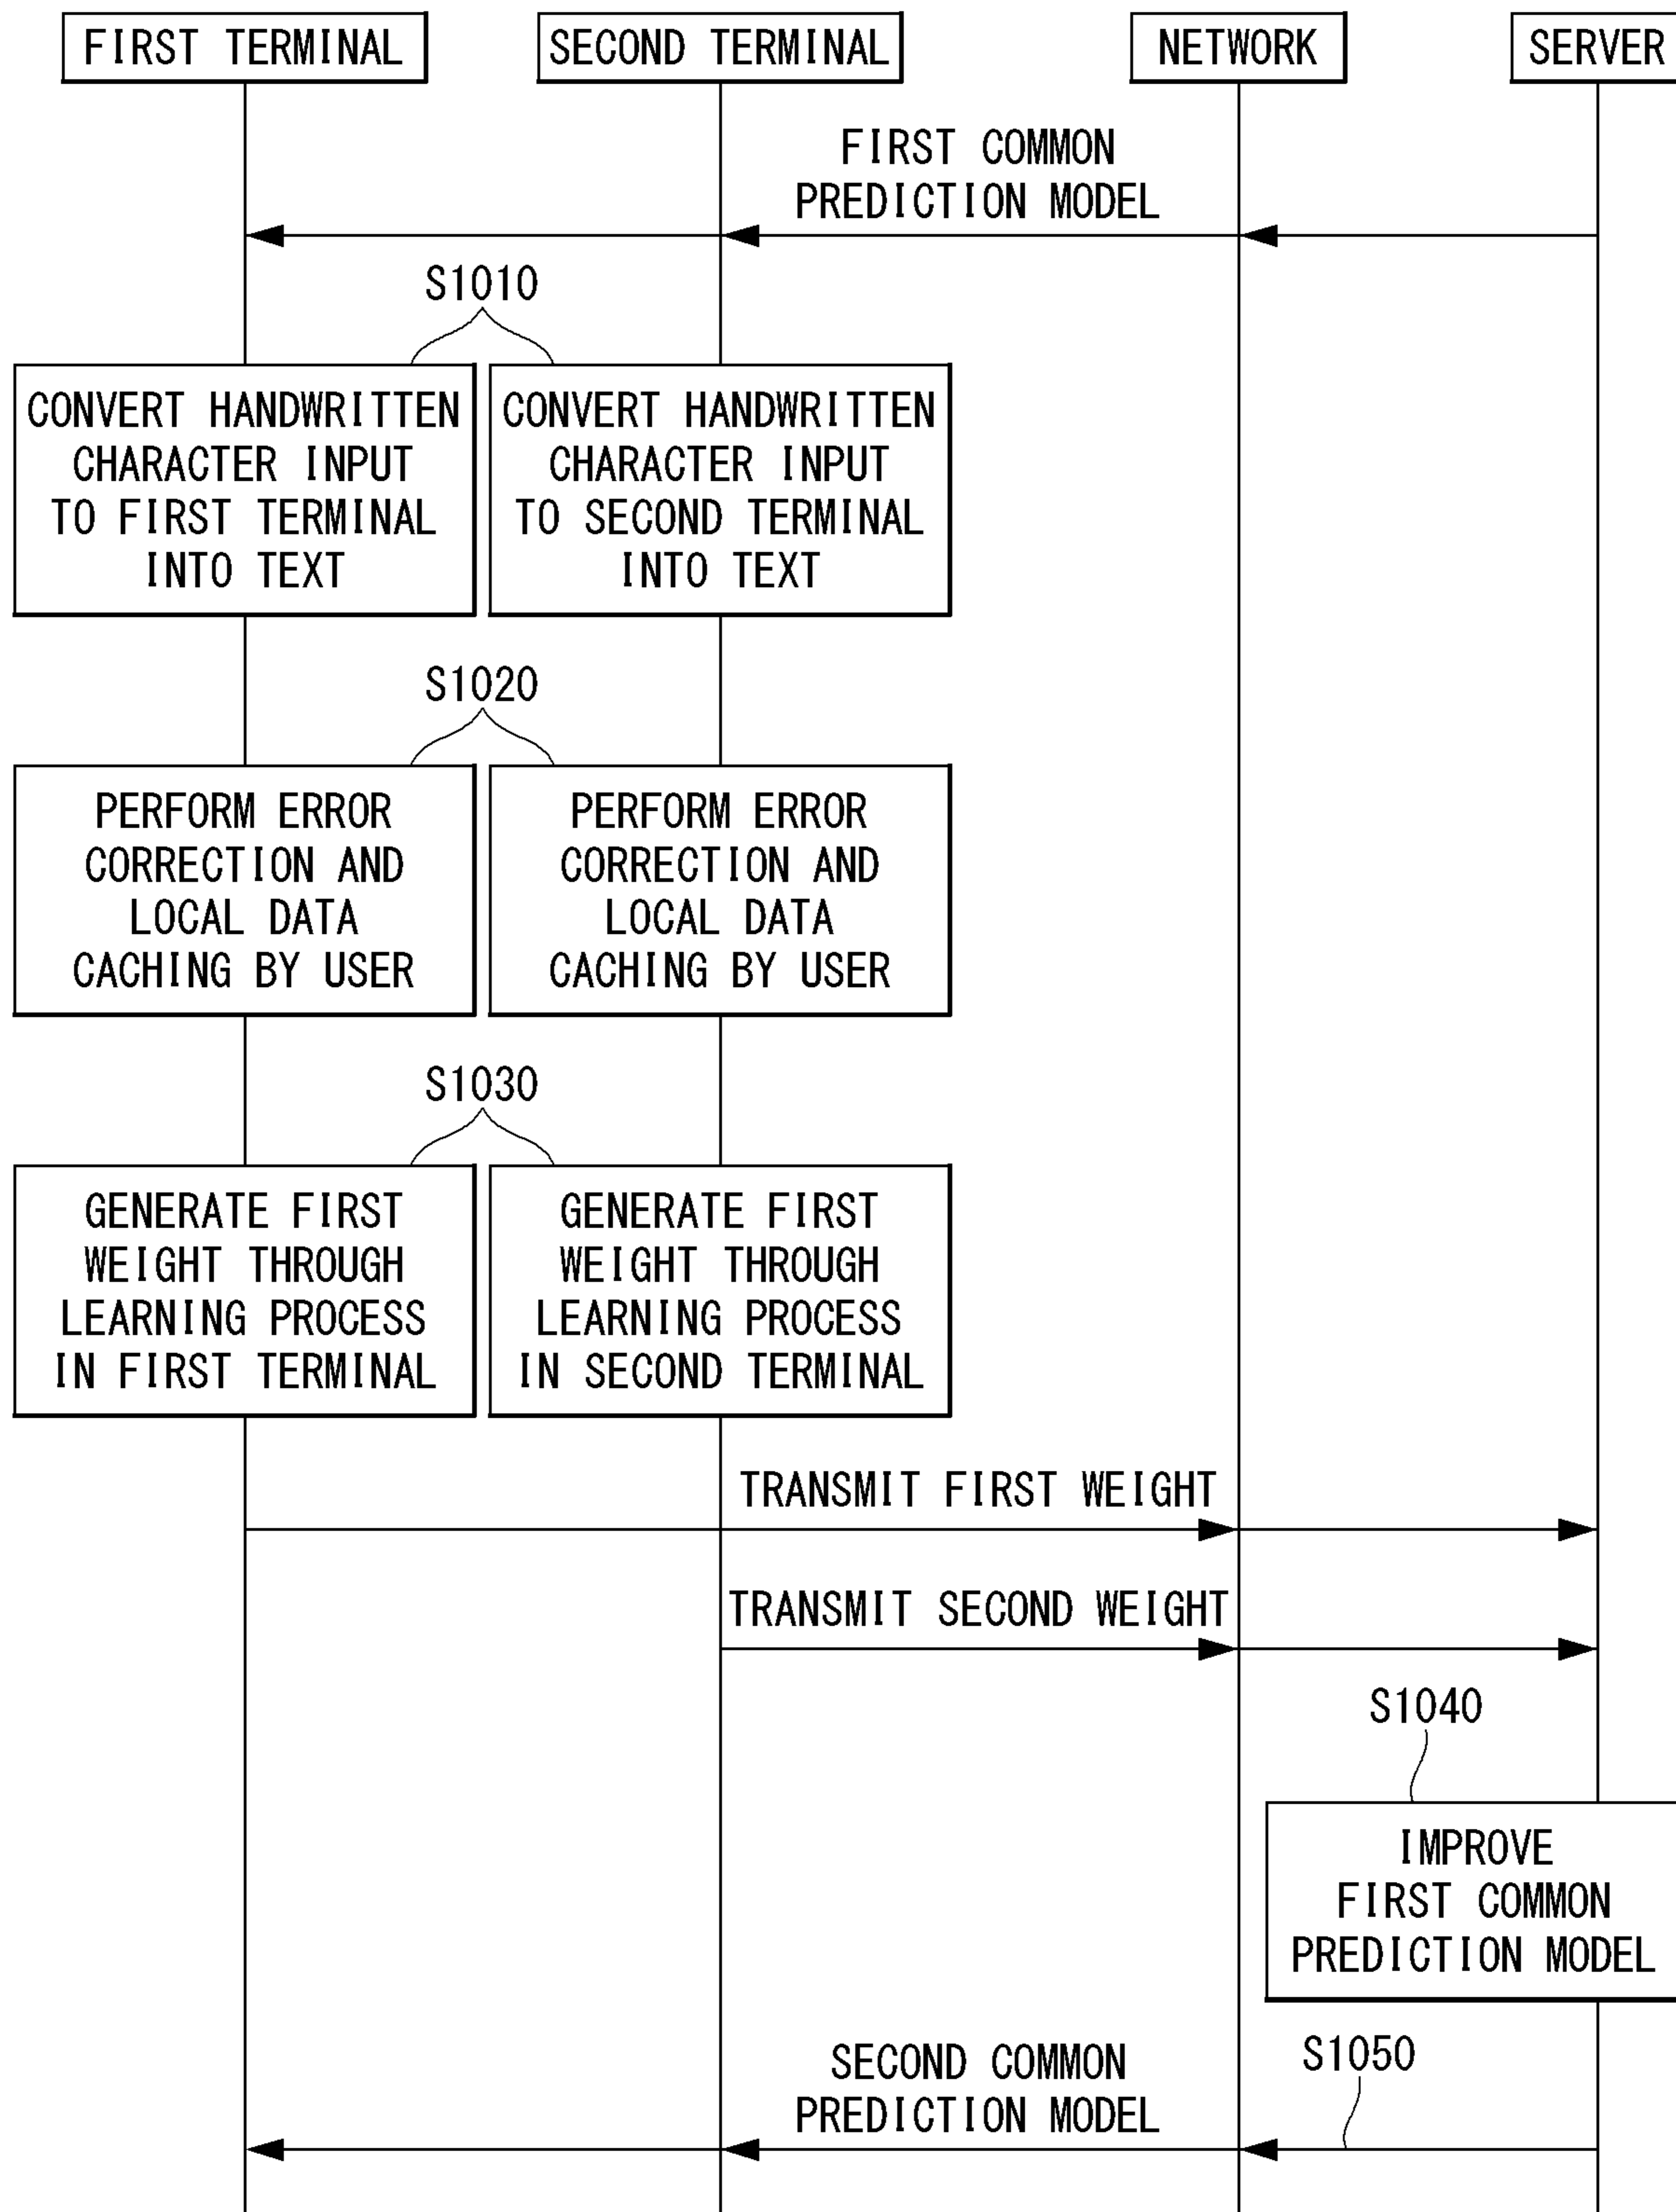 FIRST TERMINAL
SECOND TERMINAL
NETWORK
SERVER
FIRST COMMON
PREDICTION MODEL
S1010
CONVERT HANDWRITTEN
CHARACTER INPUT
TO FIRST TERMINAL
INTO TEXT
CONVERT HANDWRITTEN
CHARACTER INPUT
TO SECOND TERMINAL
INTO TEXT
S1020
PERFORM ERROR
CORRECTION AND
LOCAL DATA
CACHING BY USER
PERFORM ERROR
CORRECTION AND
LOCAL DATA
CACHING BY USER
S1030
GENERATE FIRST
WEIGHT THROUGH
LEARNING PROCESS
IN FIRST TERMINAL
GENERATE FIRST
WEIGHT THROUGH
LEARNING PROCESS
IN SECOND TERMINAL
TRANSMIT FIRST WEIGHT
TRANSMIT SECOND WEIGHT
S1040
IMPROVE
FIRST COMMON
PREDICTION MODEL
SECOND COMMON
PREDICTION MODEL
S1050